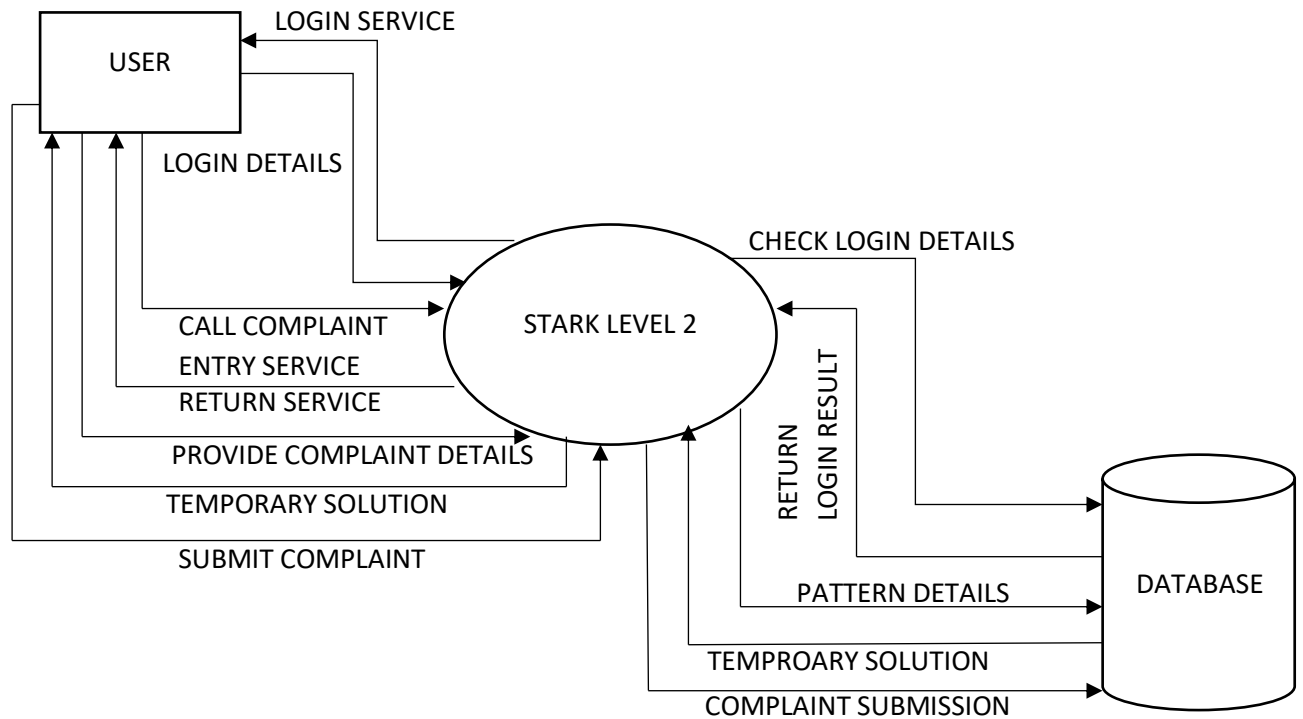 LOGIN SERVICE
USER
LOGIN DETAILS
CHECK LOGIN DETAILS
STARK LEVEL 2
CALL COMPLAINT
ENTRY SERVICE
RETURN SERVICE
PROVIDE COMPLAINT DETAILS
TEMPORARY SOLUTION
SUBMIT COMPLAINT
RETURN
LOGIN RESULT
DATABASE
PATTERN DETAILS
TEMPROARY SOLUTION
COMPLAINT SUBMISSION